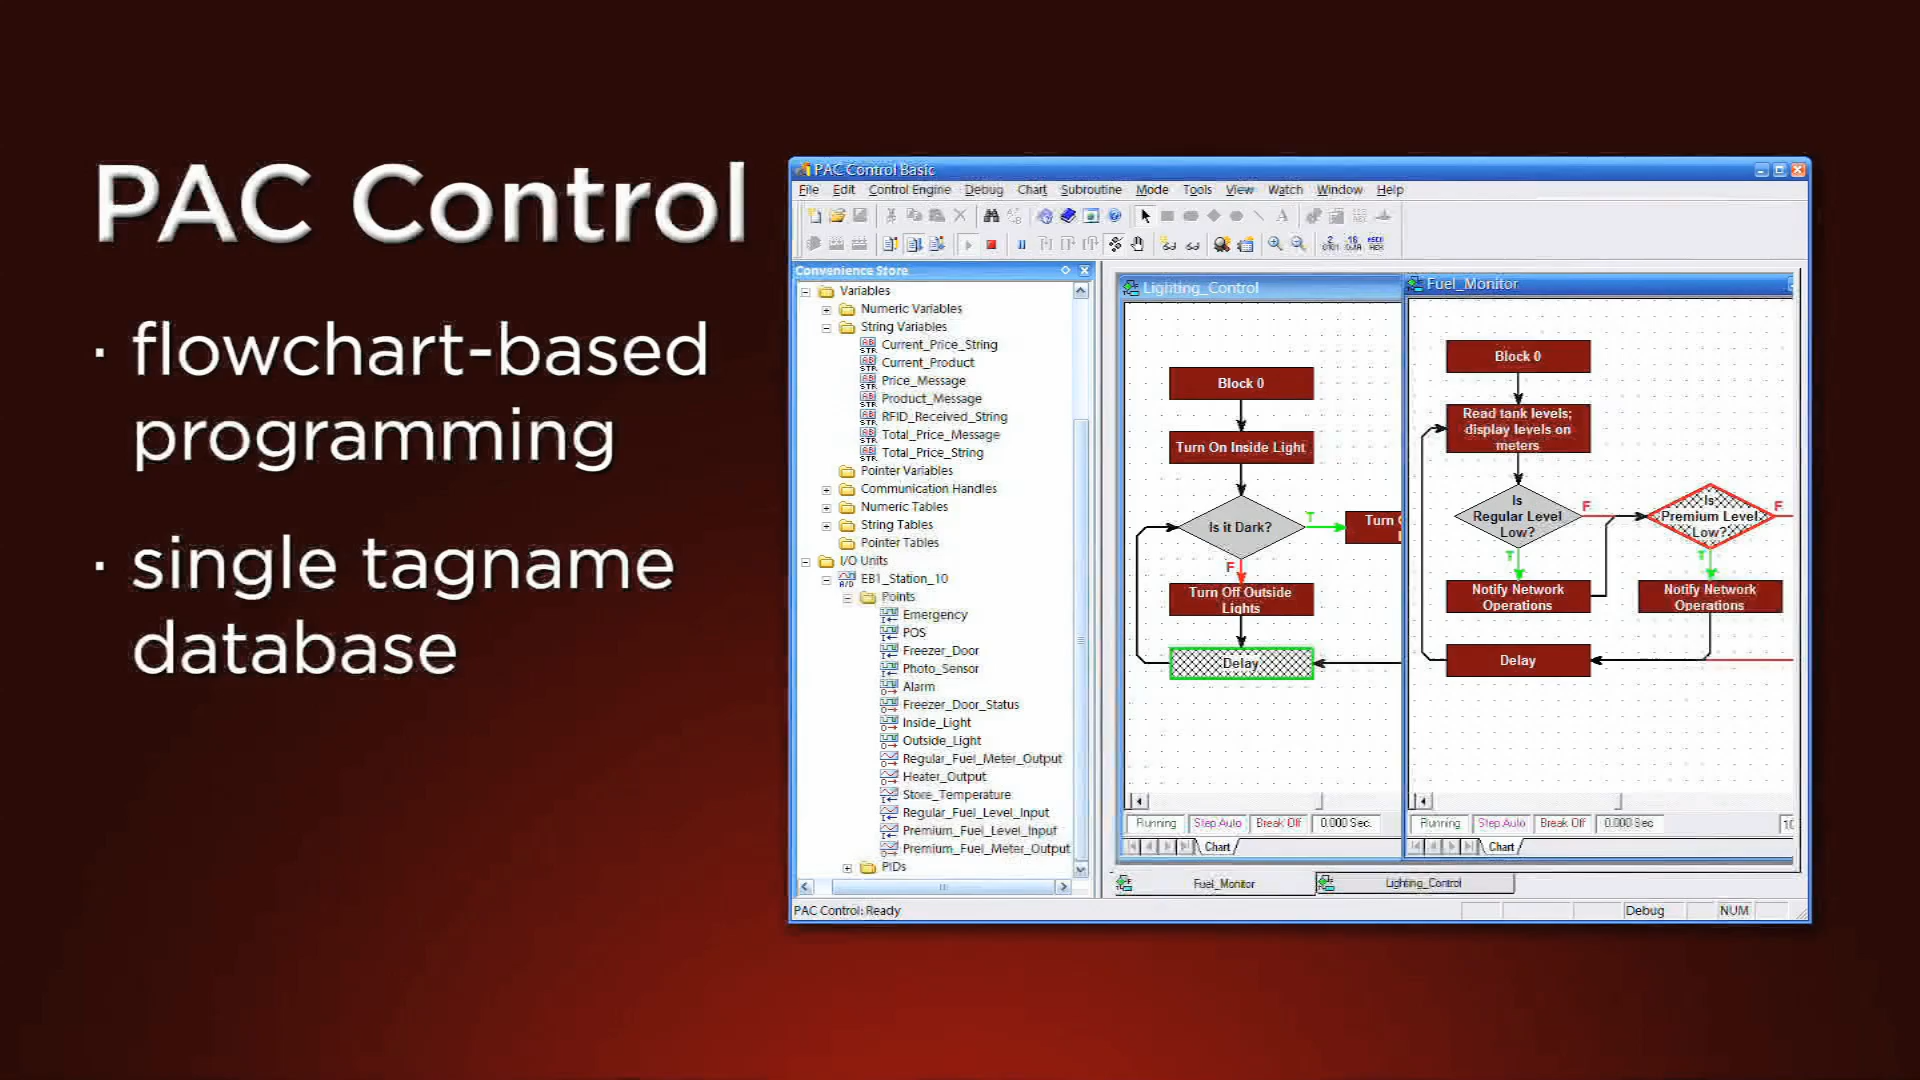 PAC Control
· flowchart-based
programming
· single tagname
database
PAC Control Basic
File Edit Control Engine Debug Chart Subroutine Mode Tools View Watch Window Help
Convenience Store
Variables
Numeric Variables
String Variables
Current_Price_String
Current_Product
Price_Message
Product_Message
RFID_Received_String
Total_Price_Message
Total_Price_String
Pointer Variables
Communication Handles
Numeric Tables
String Tables
Pointer Tables
I/O Units
EB1_Station_10
Points
Emergency
POS
Freezer_Door
Photo_Sensor
Alarm
Freezer_Door_Status
Inside_Light
Outside_Light
Regular_Fuel_Meter_Output
Heater_Output
Store_Temperature
Regular_Fuel_Level_Input
Premium_Fuel_Level_Input
Premium_Fuel_Meter_Output
PIDs
Lighting_Control
Block 0
Turn On Inside Light
Is it Dark?
T
F
Turn Off Outside
Lights
Delay
Running Step Auto Break Off 0.000 Sec.
Chart
Fuel_Monitor
Block 0
Read tank levels;
display levels on
meters
Is
Regular Level
Low?
F
T
Is
Premium Level
Low?
F
T
Notify Network
Operations
Notify Network
Operations
Delay
Running Step Auto Break Off 0.000 Sec
Chart
Fuel_Monitor
Lighting_Control
PAC Control: Ready
Debug
NUM